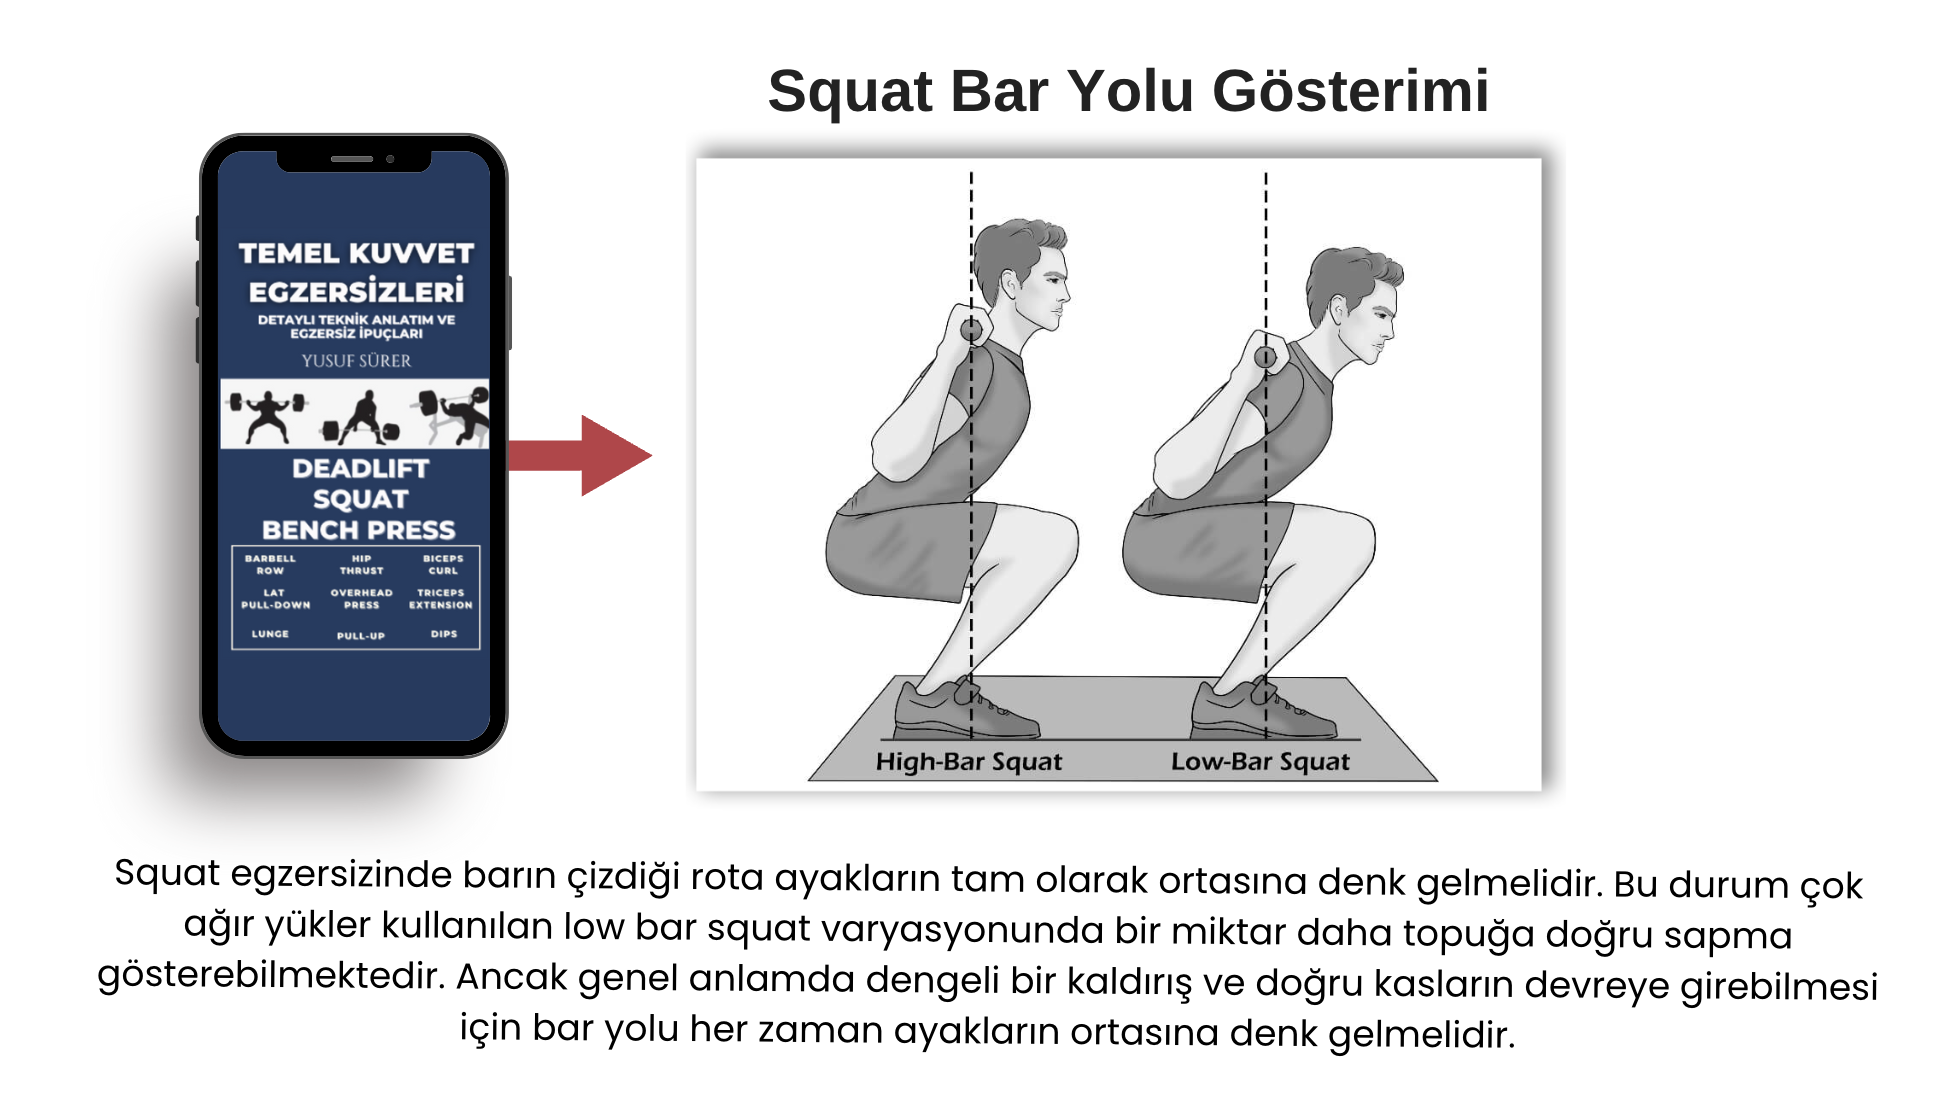 Squat Bar Yolu Gösterimi
TEMEL KUVVET
EGZERSİZLERİ
DETAYLI TEKNİK ANLATIM VE
EGZERSİZ İPUÇLARI
YUSUF SÜRER
DEADLIFT
SQUAT
BENCH PRESS
BARBELL
ROW
HIP
THRUST
BICEPS
CURL
LAT
PULL-DOWN
OVERHEAD
PRESS
TRICEPS
EXTENSION
LUNGE
PULL-UP
DIPS
High-Bar Squat
Low-Bar Squat
Squat egzersizinde barın çizdiği rota ayakların tam olarak ortasına denk gelmelidir. Bu durum çok
ağır yükler kullanılan low bar squat varyasyonunda bir miktar daha topuğa doğru sapma
gösterebilmektedir. Ancak genel anlamda dengeli bir kaldırış ve doğru kasların devreye girebilmesi
için bar yolu her zaman ayakların ortasına denk gelmelidir.